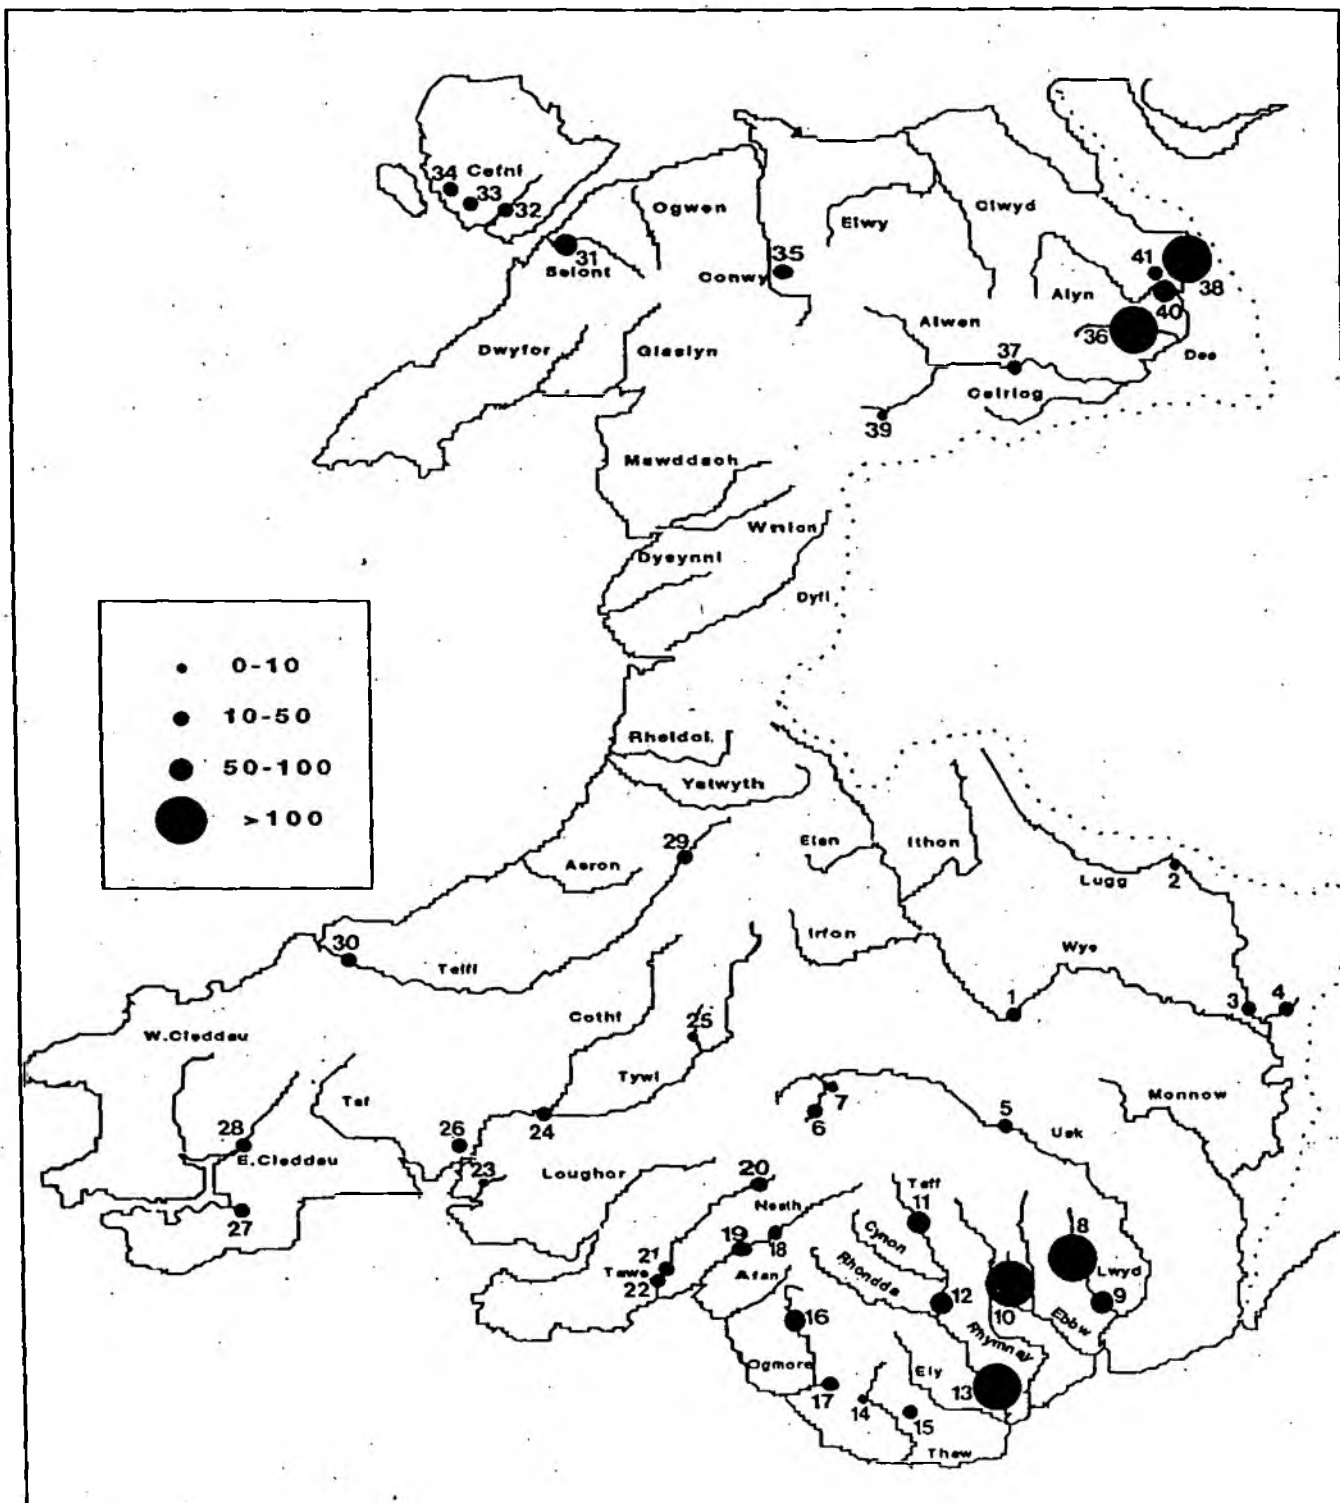 34
Cefni
33
32
Ogwen
Elwy
Clwyd
31
Seiont
35
Conwy
41
38
Alyn
40
36
Dee
Alwen
37
Ceiriog
39
Dwyfor
Glaslyn
Mawddach
Wnion
Dysynni
Dyfi
0-10
10-50
50-100
>100
Rheidol
Ystwyth
29
Aeron
Elan
Ithon
Lugg
2
30
Teifi
Irfon
Wye
1
3
4
Cothi
25
W.Cleddau
Tywi
Taf
7
6
5
Usk
Monnow
28
E.Cleddau
26
24
23
Loughor
20
Neath
Taff
11
27
19
18
Cynon
8
21
Tawe
22
Afan
Rhondda
Lwyd
12
10
9
Ebbw
16
Rhymney
Ogmore
Ely
13
17
14
15
Thaw